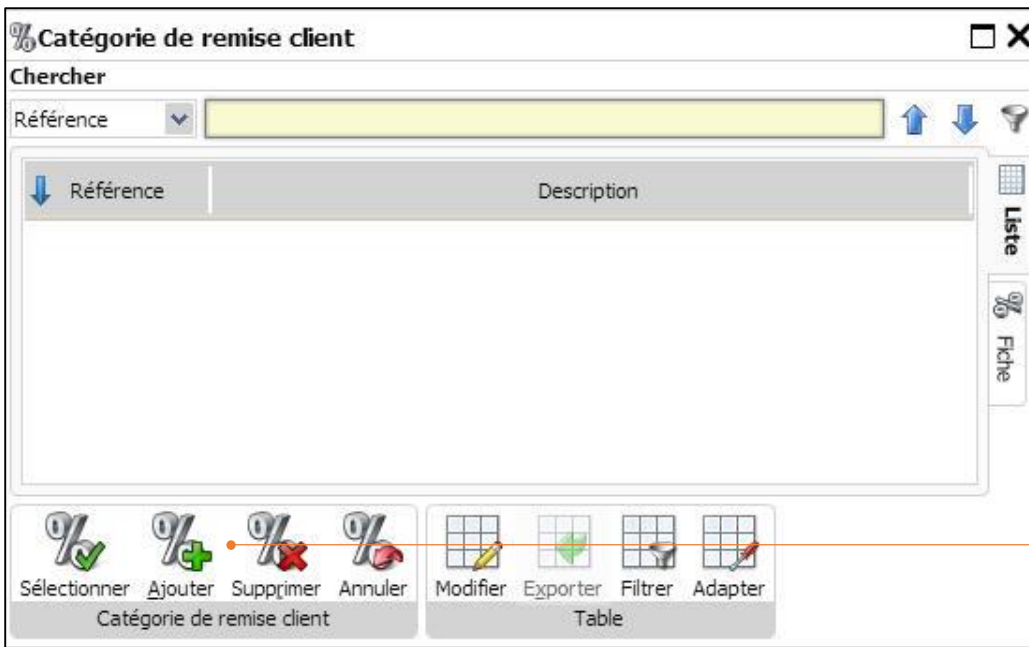 Catégorie de remise client
Chercher
Référence
Référence Description
Liste
Fiche
Sélectionner Ajouter Supprimer Annuler
Catégorie de remise client
Modifier Exporter Filtrer Adapter
Table